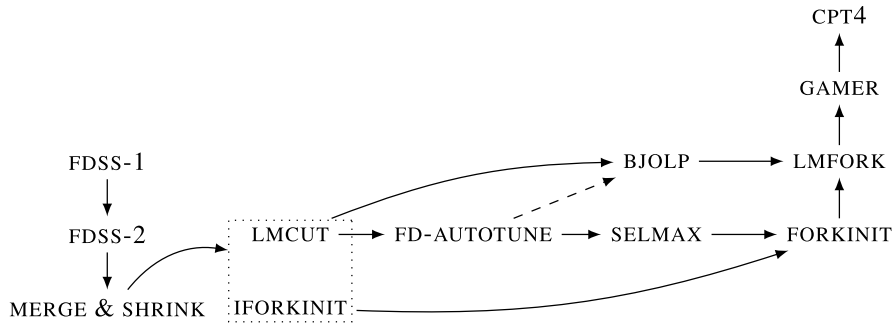 CPT4
GAMER
FDSS-1
BJOLP
LMFORK
FDSS-2
LMCUT
FD-AUTOTUNE
SELMAX
FORKINIT
MERGE & SHRINK
IFORKINIT